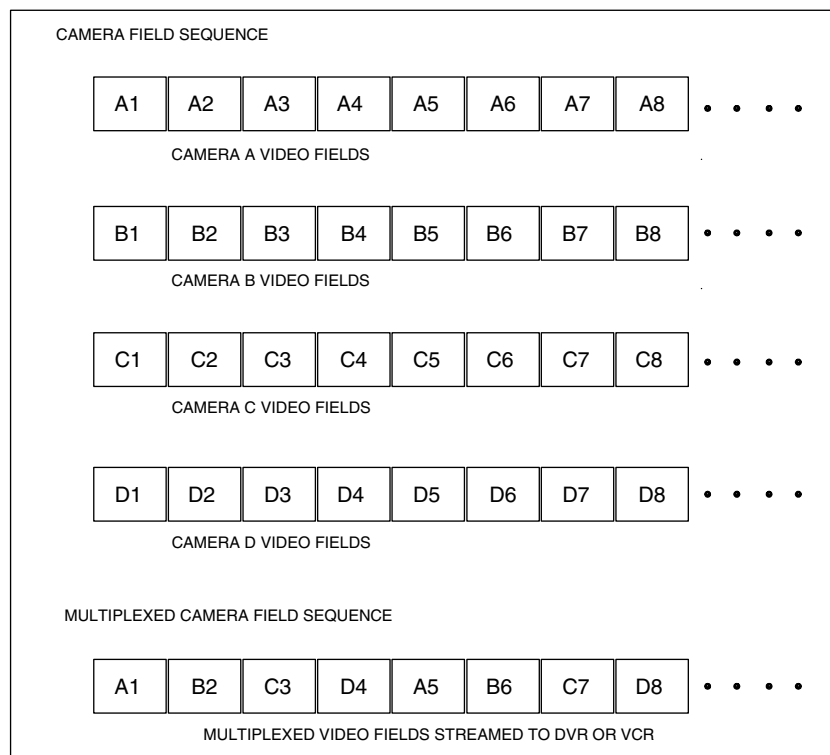 CAMERA FIELD SEQUENCE
A1 A2 A3 A4 A5 A6 A7 A8
CAMERA A VIDEO FIELDS
B1 B2 B3 B4 B5 B6 B7 B8
CAMERA B VIDEO FIELDS
C1 C2 C3 C4 C5 C6 C7 C8
CAMERA C VIDEO FIELDS
D1 D2 D3 D4 D5 D6 D7 D8
CAMERA D VIDEO FIELDS
MULTIPLEXED CAMERA FIELD SEQUENCE
A1 B2 C3 D4 A5 B6 C7 D8
MULTIPLEXED VIDEO FIELDS STREAMED TO DVR OR VCR